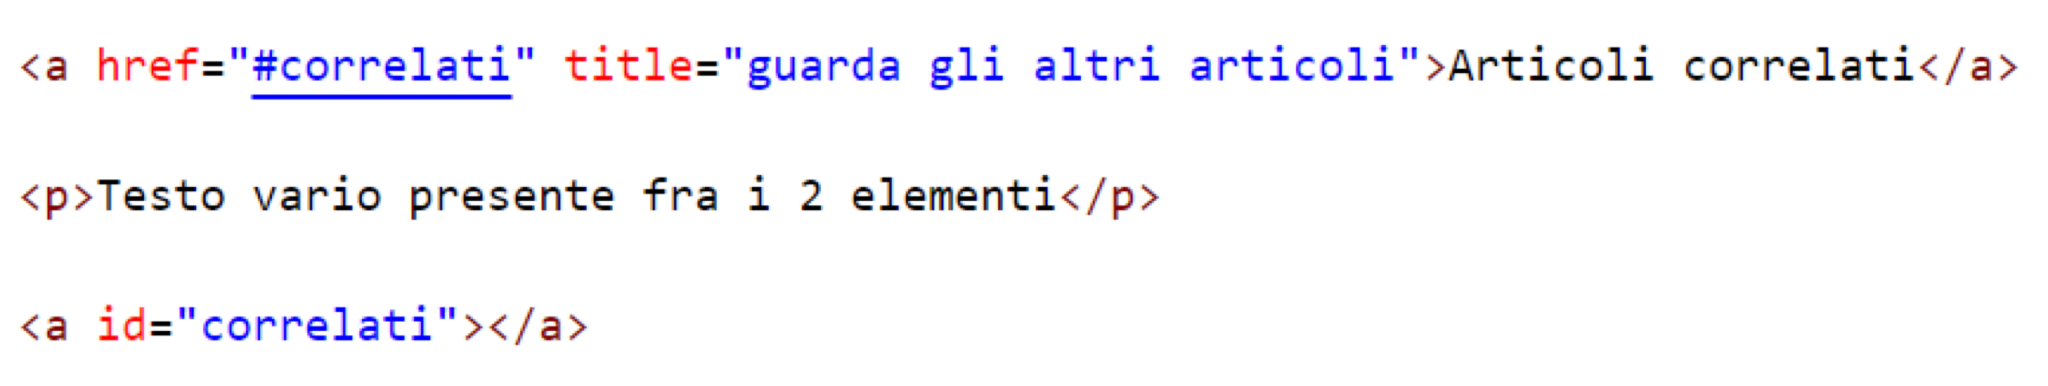 <a href="#correlati" title="guarda gli altri articoli">Articoli correlati</a>
<p>Testo vario presente fra i 2 elementi</p>
<a id="correlati"></a>